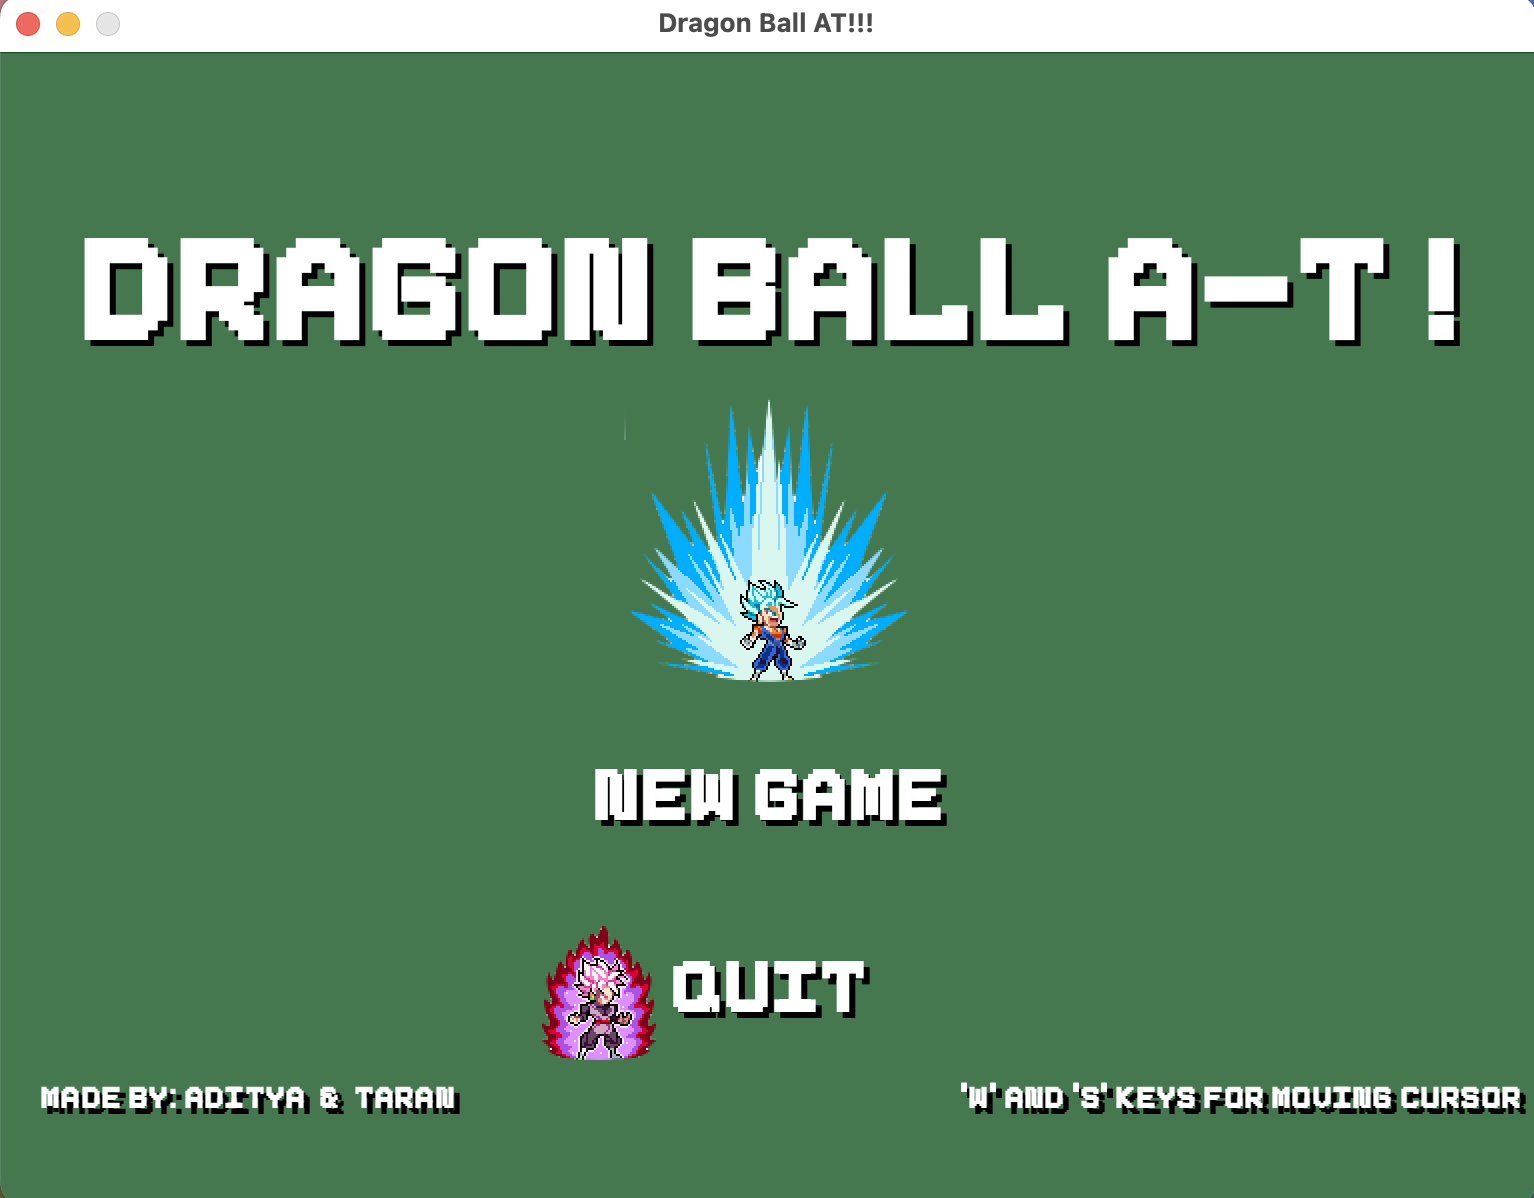 Dragon Ball AT!!!
DRAGON BALL A-T!
NEW GAME
QUIT
MADE BY: ADITYA & TARAN
'W' AND 'S' KEYS FOR MOVING CURSOR